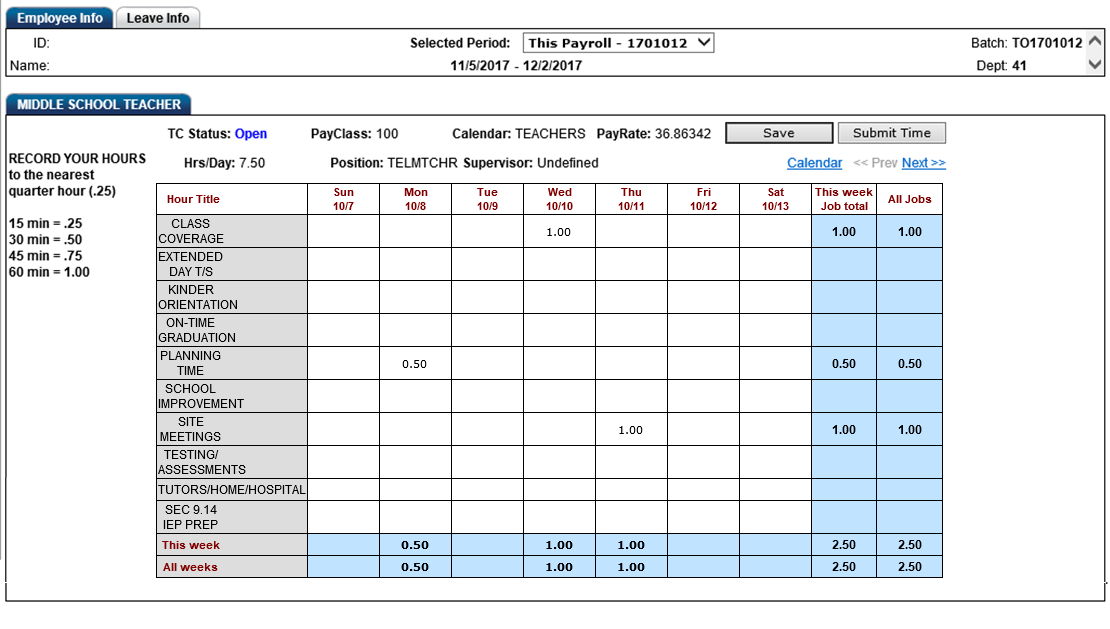 Employee Info Leave Info
ID: Selected Period: This Payroll - 1701012 Batch: TO1701012
Name: 11/5/2017 - 12/2/2017 Dept: 41
MIDDLE SCHOOL TEACHER
TC Status: Open PayClass: 100 Calendar: TEACHERS PayRate: 36.86342 Save Submit Time
RECORD YOUR HOURS
to the nearest
quarter hour (.25)
15 min = .25
30 min = .50
45 min = .75
60 min = 1.00
Hrs/Day: 7.50 Position: TELMTCHR Supervisor: Undefined Calendar << Prev Next >>
Hour Title Sun Mon Tue Wed Thu Fri Sat This week All Jobs
10/7 10/8 10/9 10/10 10/11 10/12 10/13 Job total
CLASS
COVERAGE 1.00 1.00 1.00
EXTENDED
DAY T/S
KINDER
ORIENTATION
ON-TIME
GRADUATION
PLANNING
TIME 0.50 0.50 0.50
SCHOOL
IMPROVEMENT
SITE
MEETINGS 1.00 1.00 1.00
TESTING/
ASSESSMENTS
TUTORS/HOME/HOSPITAL
SEC 9.14
IEP PREP
This week 0.50 1.00 1.00 2.50 2.50
All weeks 0.50 1.00 1.00 2.50 2.50